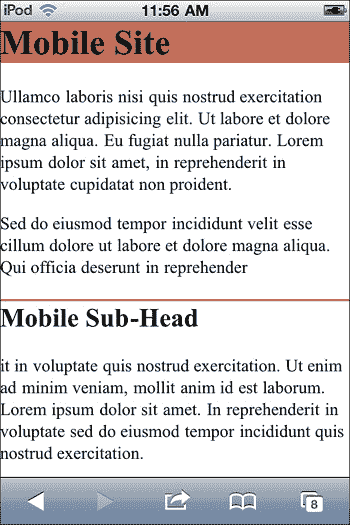 iPod 11:56 AM
Mobile Site
Ullamco laboris nisi quis nostrud exercitation
consectetur adipisicing elit. Ut labore et dolore
magna aliqua. Eu fugiat nulla pariatur. Lorem
ipsum dolor sit amet, in reprehenderit in
voluptate cupidatat non proident.
Sed do eiusmod tempor incididunt velit esse
cillum dolore ut labore et dolore magna aliqua.
Qui officia deserunt in reprehender
Mobile Sub-Head
it in voluptate quis nostrud exercitation. Ut enim
ad minim veniam, mollit anim id est laborum.
Lorem ipsum dolor sit amet. In reprehenderit in
voluptate sed do eiusmod tempor incididunt quis
nostrud exercitation.
8